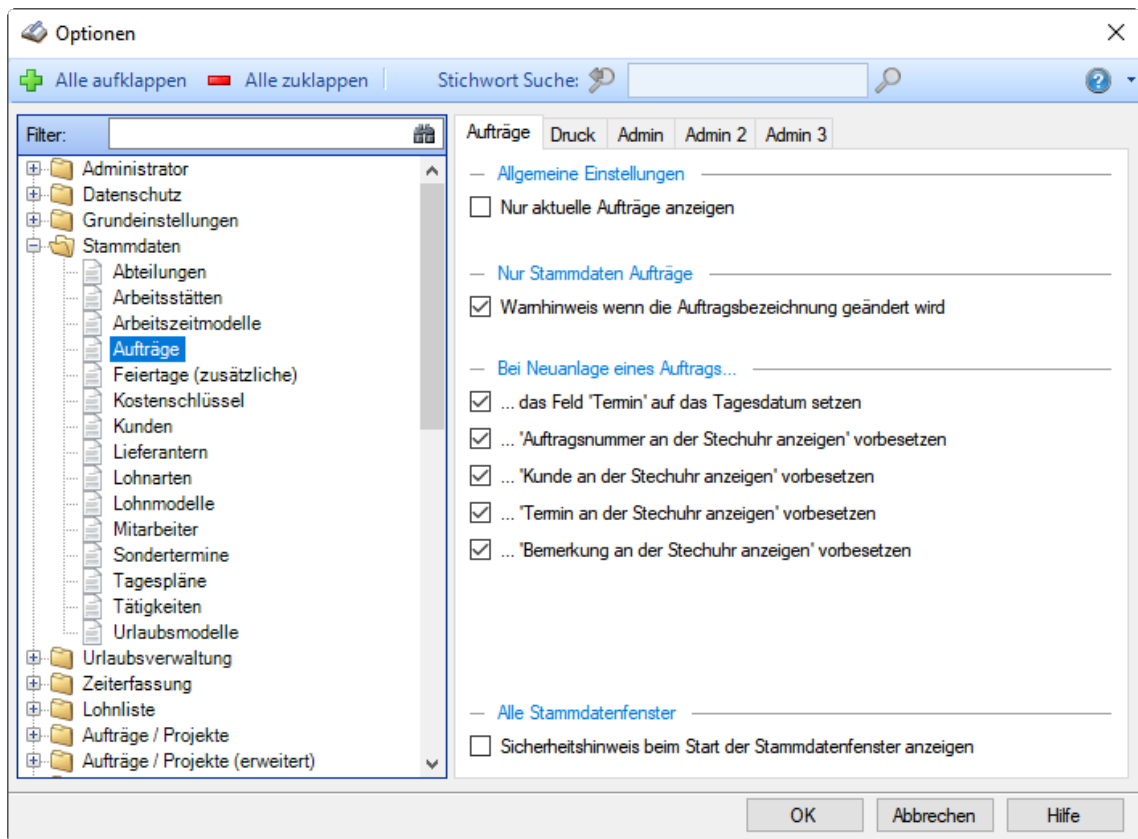 Optionen
Alle aufklappen Alle zuklappen Stichwort Suche:
Filter:
Administrator
Datenschutz
Grundeinstellungen
Stammdaten
Abteilungen
Arbeitsstätten
Arbeitszeitmodelle
Aufträge
Feiertage (zusätzliche)
Kostenschlüssel
Kunden
Lieferantern
Lohnarten
Lohnmodelle
Mitarbeiter
Sondertermine
Tagespläne
Tätigkeiten
Urlaubsmodelle
Urlaubsverwaltung
Zeiterfassung
Lohnliste
Aufträge / Projekte
Aufträge / Projekte (erweitert)
Aufträge Druck Admin Admin 2 Admin 3
Allgemeine Einstellungen
Nur aktuelle Aufträge anzeigen
Nur Stammdaten Aufträge
Warnhinweis wenn die Auftragsbezeichnung geändert wird
Bei Neuanlage eines Auftrags...
... das Feld 'Termin' auf das Tagesdatum setzen
... 'Auftragsnummer an der Stechuhr anzeigen' vorbesetzen
... 'Kunde an der Stechuhr anzeigen' vorbesetzen
... 'Termin an der Stechuhr anzeigen' vorbesetzen
... 'Bemerkung an der Stechuhr anzeigen' vorbesetzen
Alle Stammdatenfenster
Sicherheitshinweis beim Start der Stammdatenfenster anzeigen
OK Abbrechen Hilfe